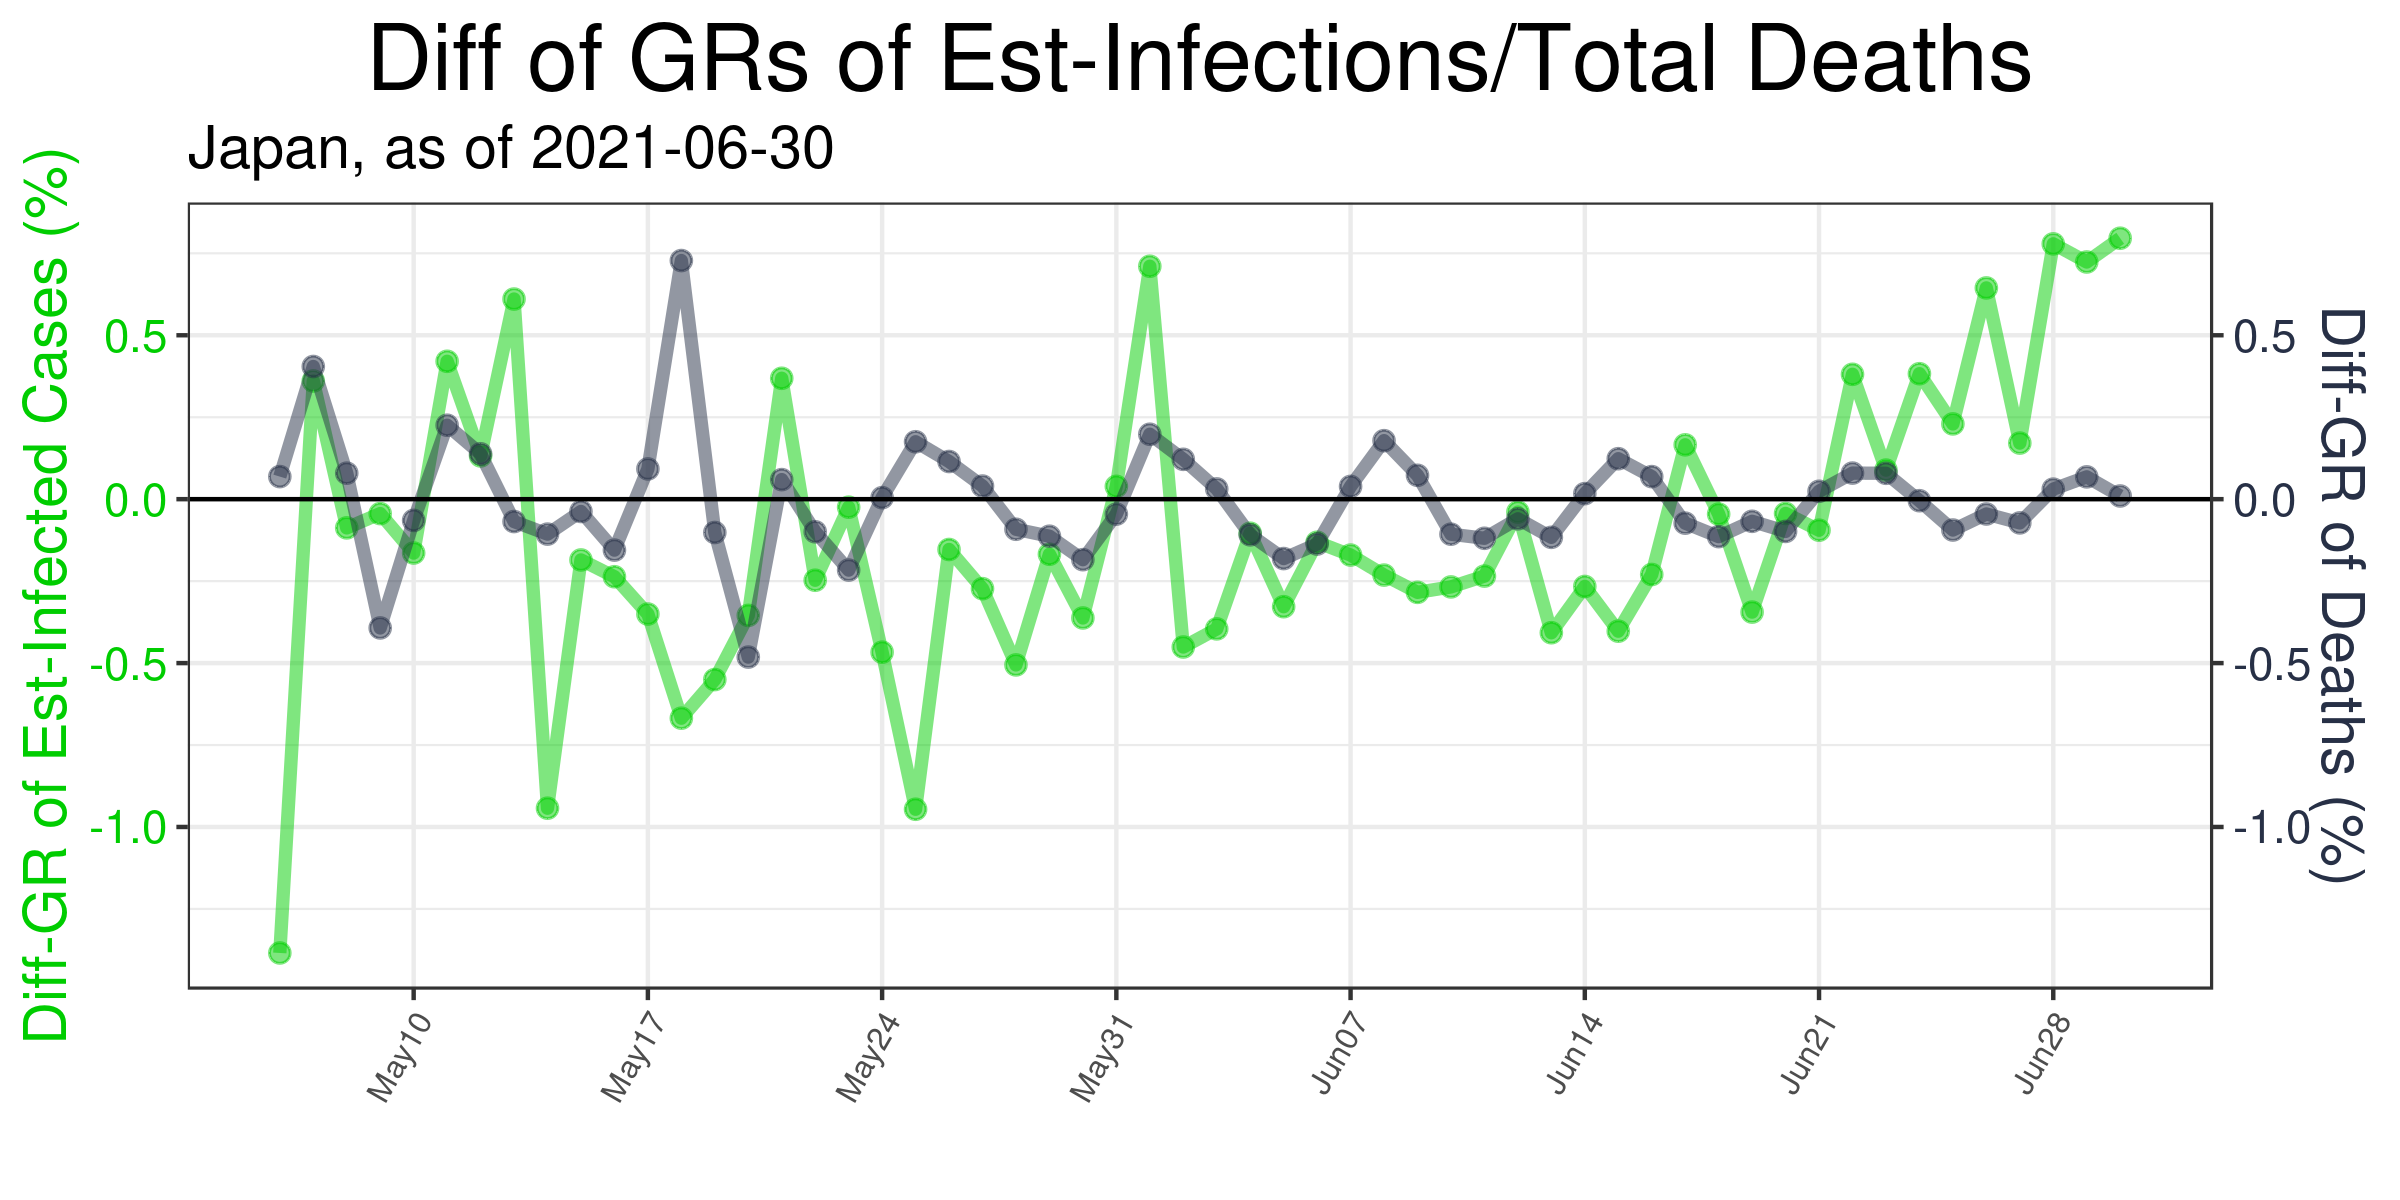 Diff of GRs of Est-Infections/Total Deaths
Japan, as of 2021-06-30
Diff-GR of Est-Infected Cases (%)
0.5
0.0
-0.5
-1.0
0.5
0.0
-0.5
-1.0
Diff-GR of Deaths (%)
May10
May17
May24
May31
Jun07
Jun14
Jun21
Jun28